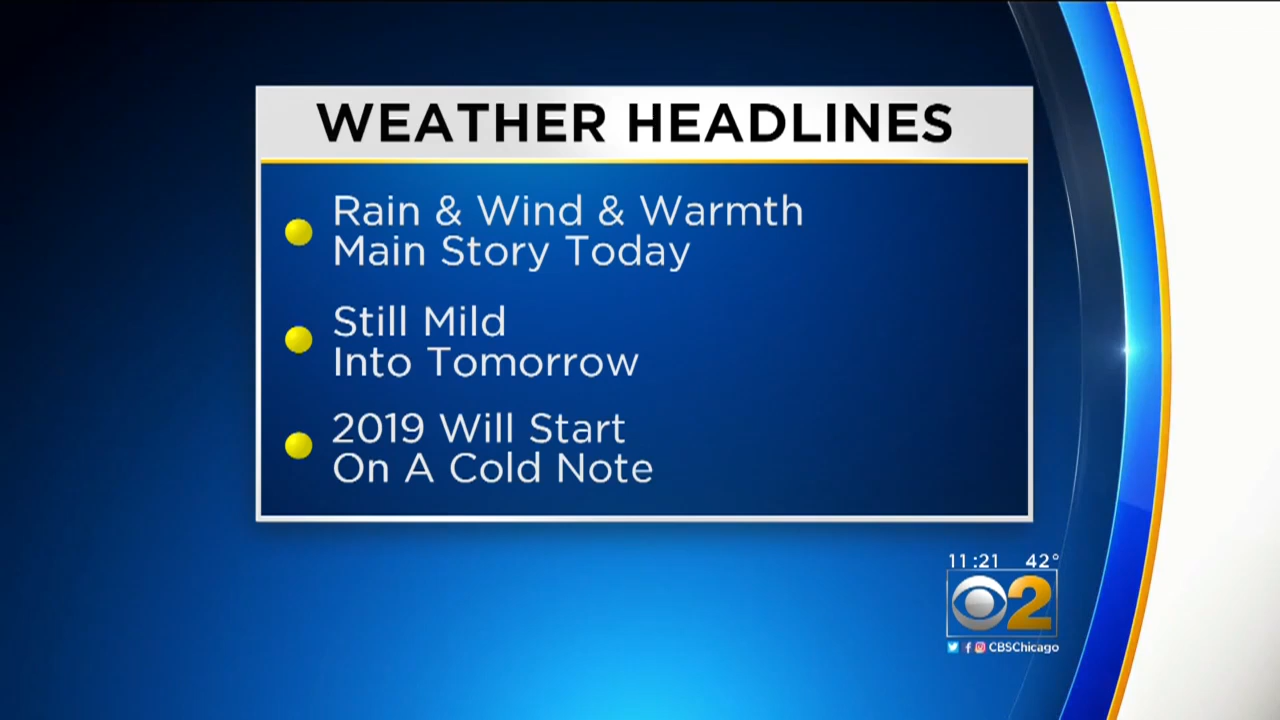 WEATHER HEADLINES
Rain & Wind & Warmth
Main Story Today
Still Mild
Into Tomorrow
2019 Will Start
On A Cold Note
11:21 42°
2
CBSChicago